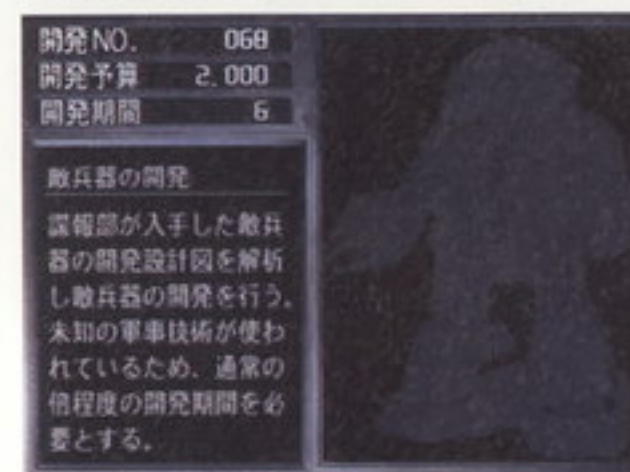 開発NO. 068
開発予算 2,000
開発期間 6
敵兵器の開発
諜報部が入手した敵兵
器の開発設計図を解析
し敵兵器の開発を行う。
未知の軍事技術が使わ
れているため、通常の
倍程度の開発期間を必
要とする。